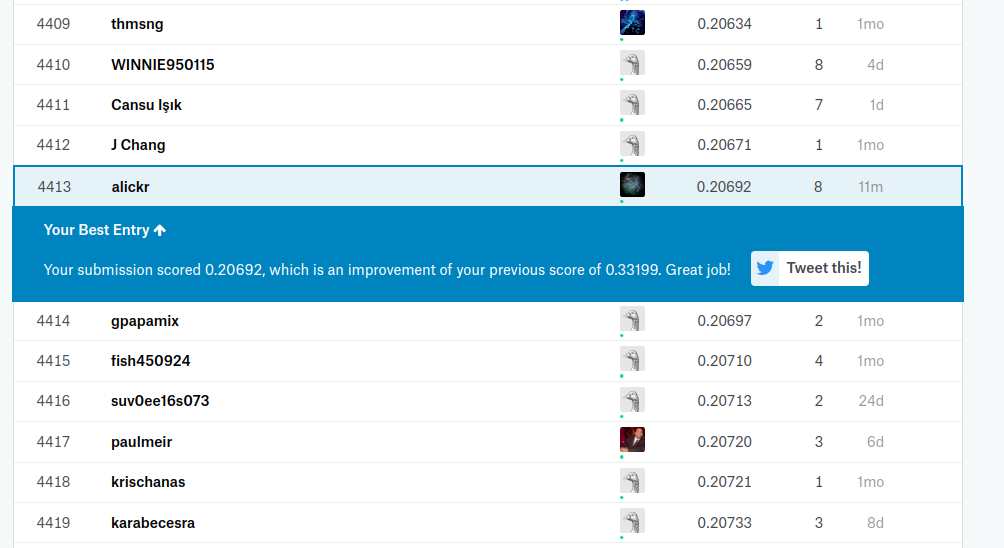 4409 thmsng 0.20634 1 1mo
4410 WINNIE950115 0.20659 8 4d
4411 Cansu Işık 0.20665 7 1d
4412 J Chang 0.20671 1 1mo
4413 alickr 0.20692 8 11m
Your Best Entry ↑
Your submission scored 0.20692, which is an improvement of your previous score of 0.33199. Great job! Tweet this!
4414 gpapamix 0.20697 2 1mo
4415 fish450924 0.20710 4 1mo
4416 suv0ee16s073 0.20713 2 24d
4417 paulmeir 0.20720 3 6d
4418 krischanas 0.20721 1 1mo
4419 karabecesra 0.20733 3 8d